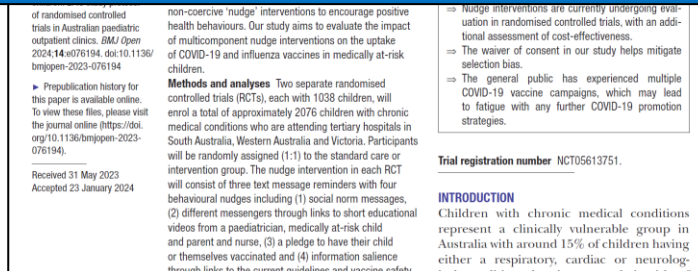 of randomised controlled
trials in Australian paediatric
outpatient clinics. BMJ Open
2024;14:e076194. doi:10.1136/
bmjopen-2023-076194
► Prepublication history for
this paper is available online.
To view these files, please visit
the journal online (https://doi.
org/10.1136/bmjopen-2023-
076194).
Received 31 May 2023
Accepted 23 January 2024
non-coercive ‘nudge’ interventions to encourage positive
health behaviours. Our study aims to evaluate the impact
of multicomponent nudge interventions on the uptake
of COVID-19 and influenza vaccines in medically at-risk
children.
Methods and analyses Two separate randomised
controlled trials (RCTs), each with 1038 children, will
enrol a total of approximately 2076 children with chronic
medical conditions who are attending tertiary hospitals in
South Australia, Western Australia and Victoria. Participants
will be randomly assigned (1:1) to the standard care or
intervention group. The nudge intervention in each RCT
will consist of three text message reminders with four
behavioural nudges including (1) social norm messages,
(2) different messengers through links to short educational
videos from a paediatrician, medically at-risk child
and parent and nurse, (3) a pledge to have their child
or themselves vaccinated and (4) information salience
through links to the current guidelines and vaccine safety
⇒ Nudge interventions are currently undergoing eval-
uation in randomised controlled trials, with an addi-
tional assessment of cost-effectiveness.
⇒ The waiver of consent in our study helps mitigate
selection bias.
⇒ The general public has experienced multiple
COVID-19 vaccine campaigns, which may lead
to fatigue with any further COVID-19 promotion
strategies.
Trial registration number NCT05613751.
INTRODUCTION
Children with chronic medical conditions
represent a clinically vulnerable group in
Australia with around 15% of children having
either a respiratory, cardiac or neurolog-